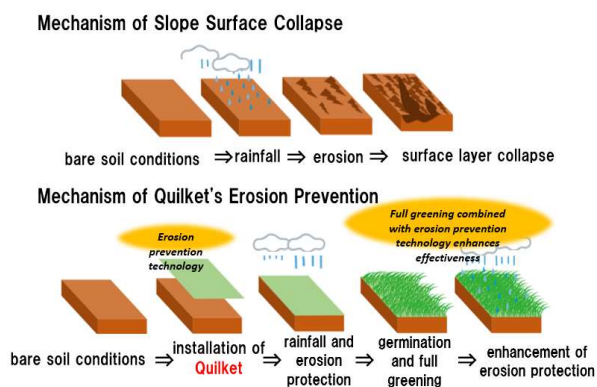 Mechanism of Slope Surface Collapse
bare soil conditions ⇒ rainfall ⇒ erosion ⇒ surface layer collapse
Mechanism of Quilket's Erosion Prevention
Erosion
prevention
technology
Full greening combined
with erosion prevention
technology enhances
effectiveness
bare soil conditions ⇒
installation of
Quilket
⇒
rainfall and
erosion
protection
⇒
germination
and full
greening
⇒
enhancement of
erosion protection